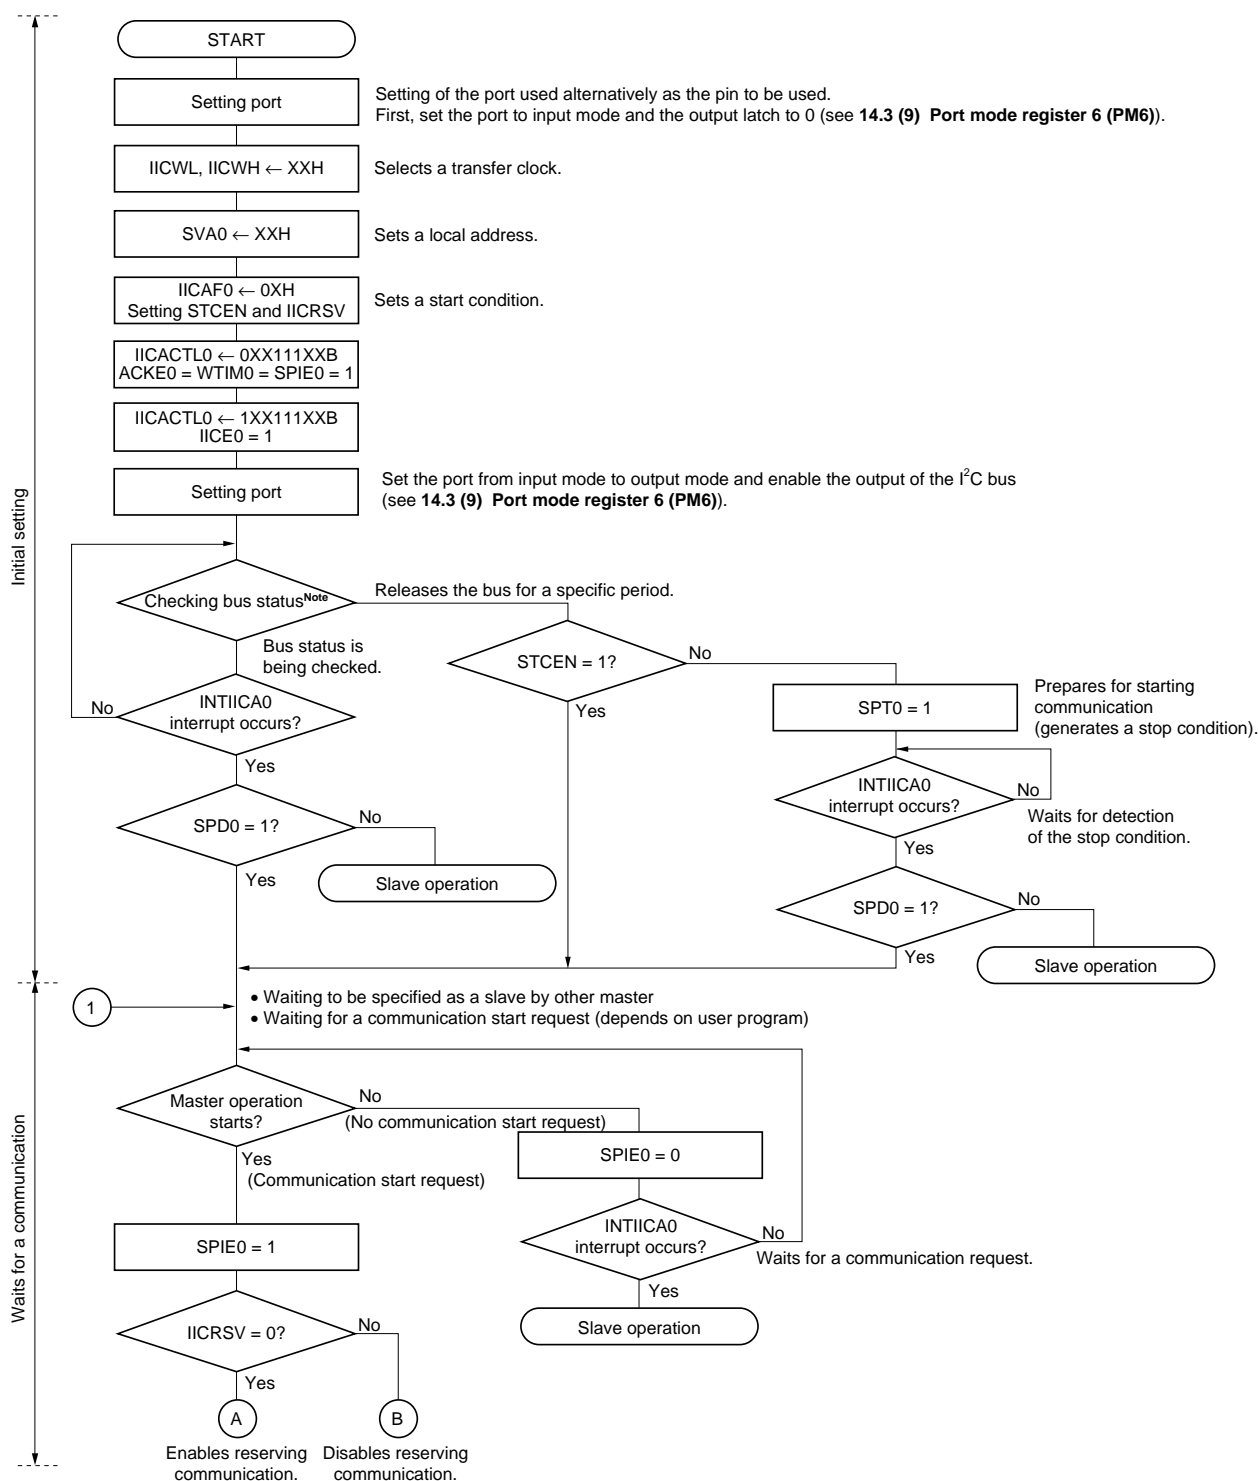 START
Setting port
Setting of the port used alternatively as the pin to be used.
First, set the port to input mode and the output latch to 0 (see 14.3 (9) Port mode register 6 (PM6)).
IICWL, IICWH ← XXH
Selects a transfer clock.
SVA0 ← XXH
Sets a local address.
IICAF0 ← 0XH
Setting STCEN and IICRSV
Sets a start condition.
IICACTL0 ← 0XX111XXB
ACKE0 = WTIM0 = SPIE0 = 1
IICACTL0 ← 1XX111XXB
IICE0 = 1
Initial setting
Setting port
Set the port from input mode to output mode and enable the output of the I²C bus
(see 14.3 (9) Port mode register 6 (PM6)).
Checking bus statusNote
Releases the bus for a specific period.
Bus status is
being checked.
STCEN = 1?
No
Yes
SPT0 = 1
Prepares for starting
communication
(generates a stop condition).
No
INTIICA0
interrupt occurs?
Yes
INTIICA0
interrupt occurs?
No
Waits for detection
of the stop condition.
Yes
SPD0 = 1?
No
Slave operation
Yes
SPD0 = 1?
No
Slave operation
Yes
1
• Waiting to be specified as a slave by other master
• Waiting for a communication start request (depends on user program)
Waits for a communication
Master operation
starts?
No
(No communication start request)
Yes
(Communication start request)
SPIE0 = 0
SPIE0 = 1
INTIICA0
interrupt occurs?
No
Waits for a communication request.
Yes
Slave operation
IICRSV = 0?
No
Yes
A
B
Enables reserving
communication.
Disables reserving
communication.